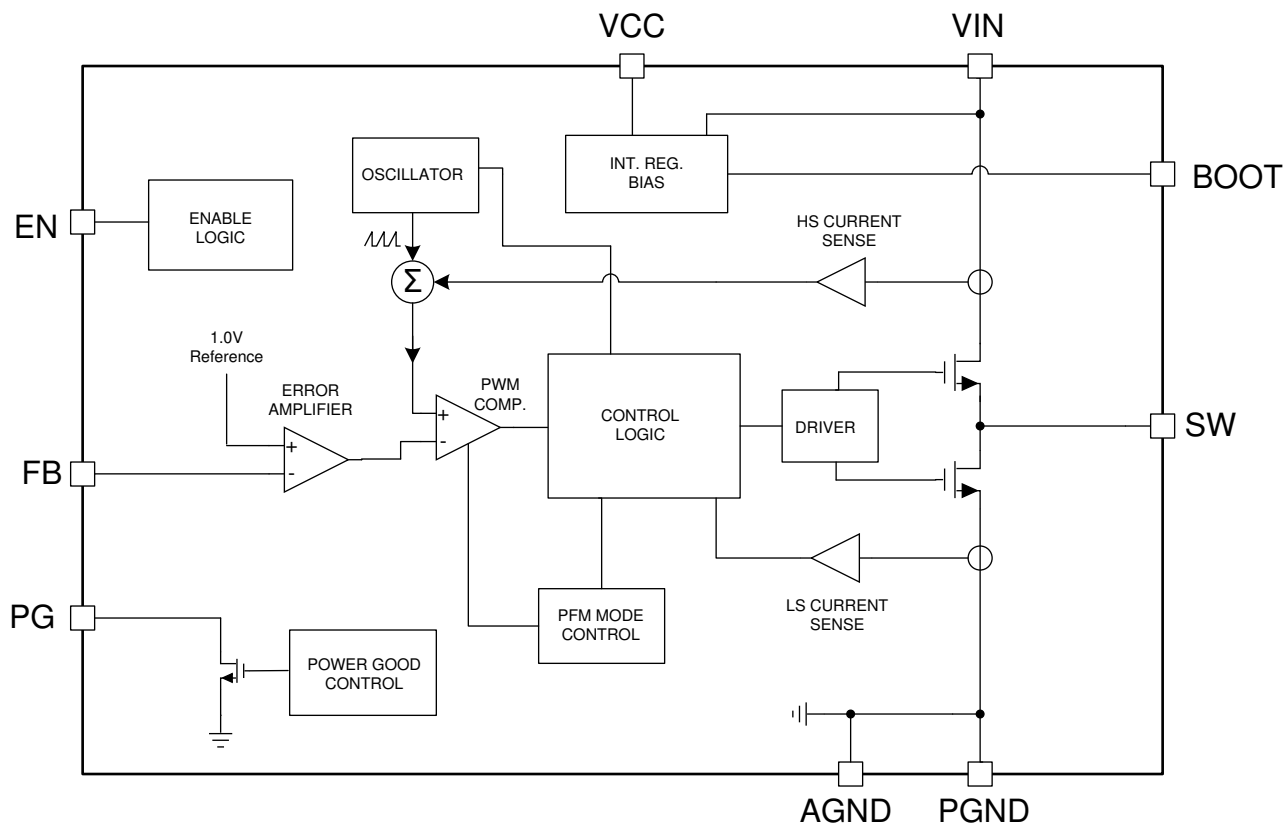 VCC
VIN
OSCILLATOR
INT. REG.
BIAS
BOOT
EN
ENABLE
LOGIC
HS CURRENT
SENSE
Σ
1.0V
Reference
ERROR
AMPLIFIER
PWM
COMP.
+
-
+
-
CONTROL
LOGIC
DRIVER
SW
FB
PG
PFM MODE
CONTROL
LS CURRENT
SENSE
POWER GOOD
CONTROL
AGND
PGND